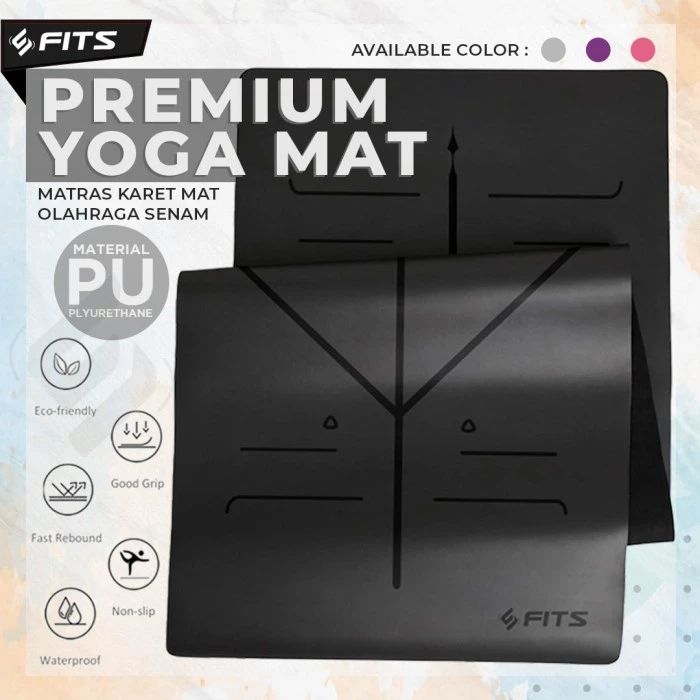 FITS
AVAILABLE COLOR :
PREMIUM
YOGA MAT
MATRAS KARET MAT
OLAHRAGA SENAM
MATERIAL
PU
PLYURETHANE
Eco-friendly
Good Grip
Fast Rebound
Non-slip
Waterproof
FITS